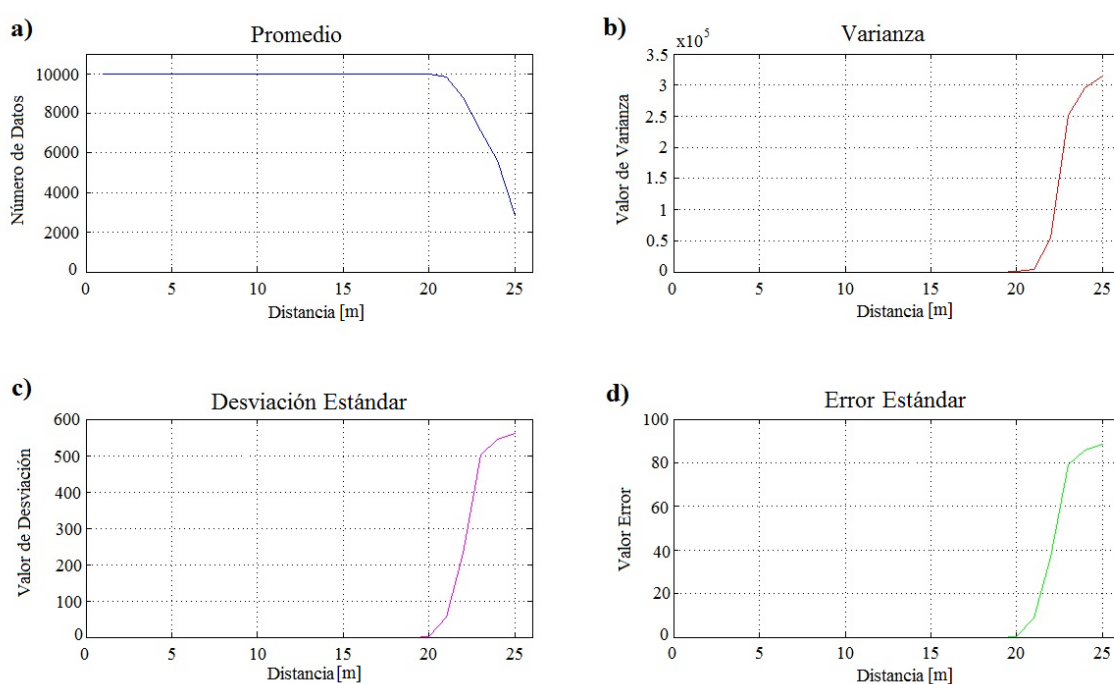 a)
Promedio
Número de Datos
10000
8000
6000
4000
2000
0
0 5 10 15 20 25
Distancia [m]
b)
Varianza
x10^5
Valor de Varianza
3.5
3
2.5
2
1.5
1
0.5
0
0 5 10 15 20 25
Distancia [m]
c)
Desviación Estándar
Valor de Desviación
600
500
400
300
200
100
0
0 5 10 15 20 25
Distancia [m]
d)
Error Estándar
Valor Error
100
80
60
40
20
0
0 5 10 15 20 25
Distancia [m]